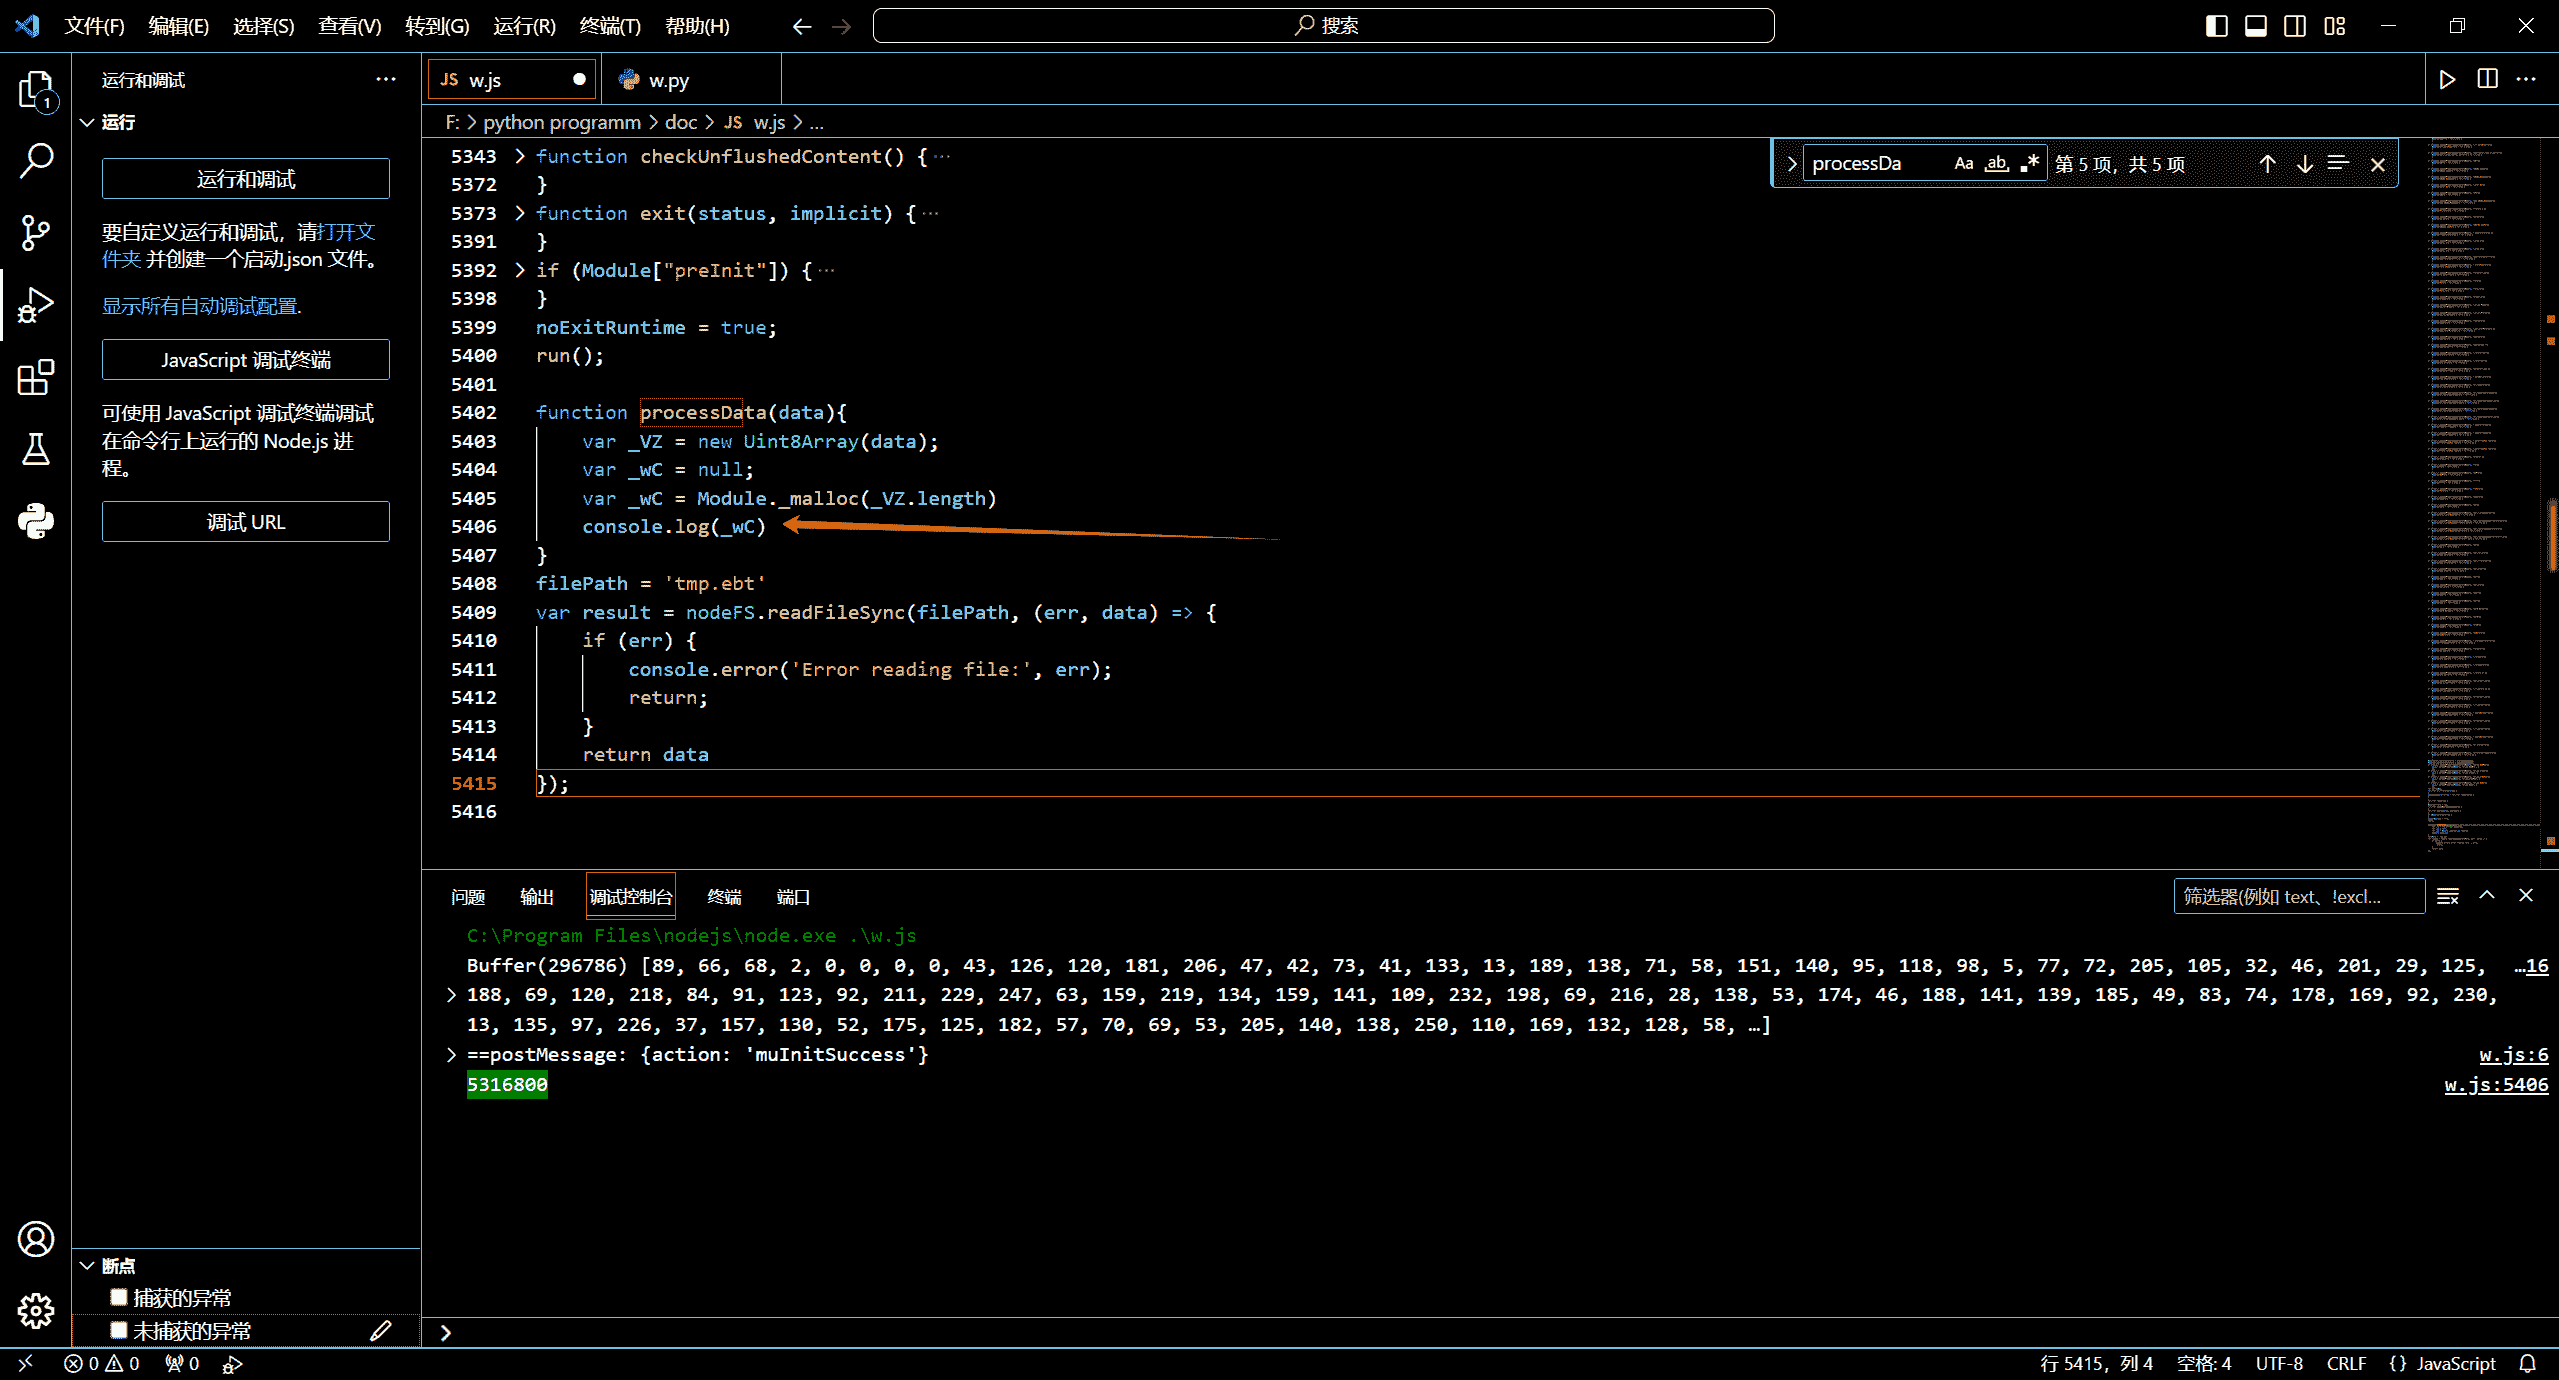 文件(F) 编辑(E) 选择(S) 查看(V) 转到(G) 运行(R) 终端(T) 帮助(H)
搜索
运行和调试
运行
运行和调试
要自定义运行和调试，请打开文
件夹 并创建一个启动.json 文件。
显示所有自动调试配置.
JavaScript 调试终端
可使用 JavaScript 调试终端调试
在命令行上运行的 Node.js 进
程。
调试 URL
断点
捕获的异常
未捕获的异常
1
JS w.js
w.py
F: > python programm > doc > JS w.js > ...
processDa Aa ab .* 第 5 项，共 5 项
5343 function checkUnflushedContent() {···
5372 }
5373 function exit(status, implicit) {···
5391 }
5392 if (Module["preInit"]) {···
5398 }
5399 noExitRuntime = true;
5400 run();
5401
5402 function processData(data){
5403 var _VZ = new Uint8Array(data);
5404 var _wC = null;
5405 var _wC = Module._malloc(_VZ.length)
5406 console.log(_wC)
5407 }
5408 filePath = 'tmp.ebt'
5409 var result = nodeFS.readFileSync(filePath, (err, data) => {
5410 if (err) {
5411 console.error('Error reading file:', err);
5412 return;
5413 }
5414 return data
5415 });
5416
问题 输出 调试控制台 终端 端口
筛选器(例如 text、!excl...
C:\Program Files\nodejs\node.exe .\w.js
Buffer(296786) [89, 66, 68, 2, 0, 0, 0, 0, 43, 126, 120, 181, 206, 47, 42, 73, 41, 133, 13, 189, 138, 71, 58, 151, 140, 95, 118, 98, 5, 77, 72, 205, 105, 32, 46, 201, 29, 125, …16
188, 69, 120, 218, 84, 91, 123, 92, 211, 229, 247, 63, 159, 219, 134, 159, 141, 109, 232, 198, 69, 216, 28, 138, 53, 174, 46, 188, 141, 139, 185, 49, 83, 74, 178, 169, 92, 230,
13, 135, 97, 226, 37, 157, 130, 52, 175, 125, 182, 57, 70, 69, 53, 205, 140, 138, 250, 110, 169, 132, 128, 58, …]
==postMessage: {action: 'muInitSuccess'} w.js:6
5316800 w.js:5406
0 0 0
行 5415，列 4 空格: 4 UTF-8 CRLF {} JavaScript